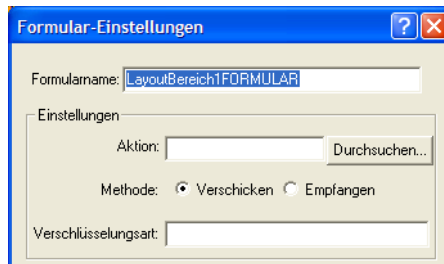 Formular-Einstellungen
Formularname: LayoutBereich1FORMULAR
Einstellungen
Aktion: Durchsuchen...
Methode: Verschicken Empfangen
Verschlüsselungsart: